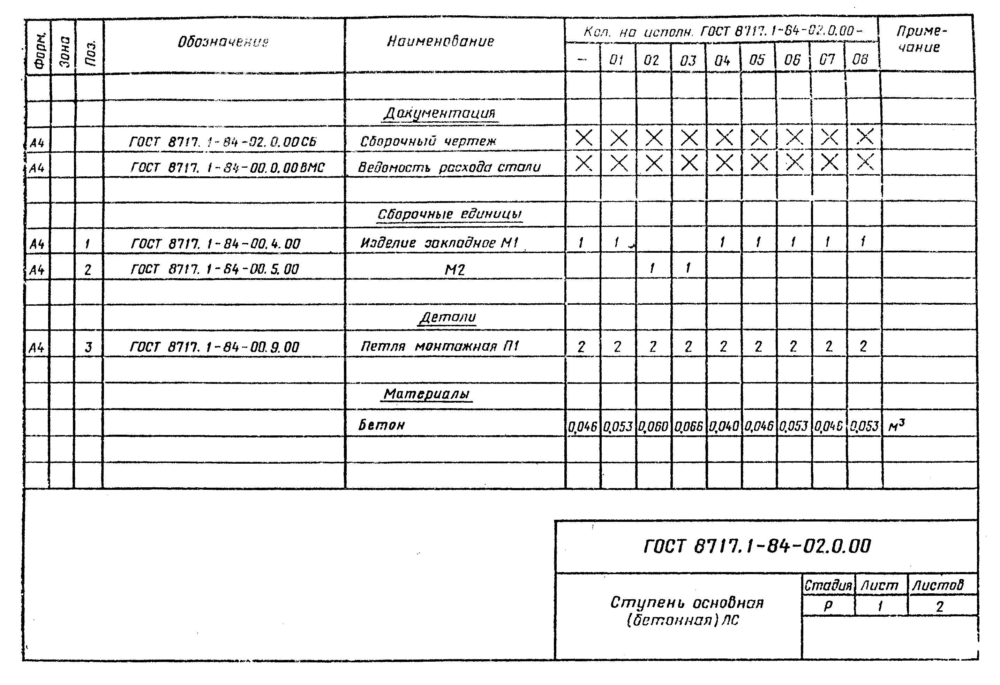 Форм. Зона Поз. Обозначение Наименование Кол. на исполн. ГОСТ 8717.1-84-02.0.00- Приме-
чание
– 01 02 03 04 05 06 07 08
Документация
А4 ГОСТ 8717. 1-84-02. 0.00СБ Сборочный чертеж X X X X X X X X X
А4 ГОСТ 8717. 1-84-00. 0.00ВМС Ведомость расхода стали X X X X X X X X X
Сборочные единицы
А4 1 ГОСТ 8717. 1-84-00.4.00 Изделие закладное М1 1 1 1 1 1 1 1
А4 2 ГОСТ 8717. 1-84-00.5.00 М2 1 1
Детали
А4 3 ГОСТ 8717. 1-84-00.9.00 Петля монтажная П1 2 2 2 2 2 2 2 2 2
Материалы
Бетон 0,046 0,053 0,060 0,066 0,040 0,046 0,053 0,046 0,053 м³
ГОСТ 8717.1-84-02.0.00
Ступень основная
(бетонная) ЛС
Стадия Лист Листов
Р 1 2